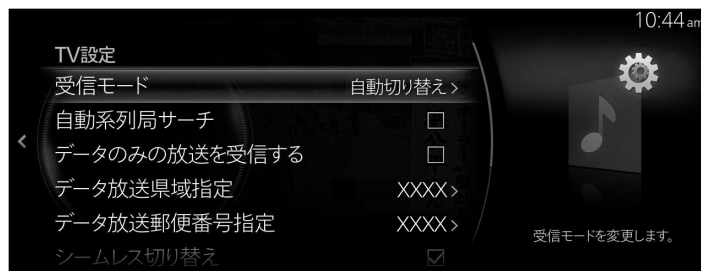 10:44 am
TV設定
受信モード 自動切り替え
自動系列局サーチ
データのみの放送を受信する
データ放送県域指定 XXXX
データ放送郵便番号指定 XXXX
シームレス切り替え
受信モードを変更します。